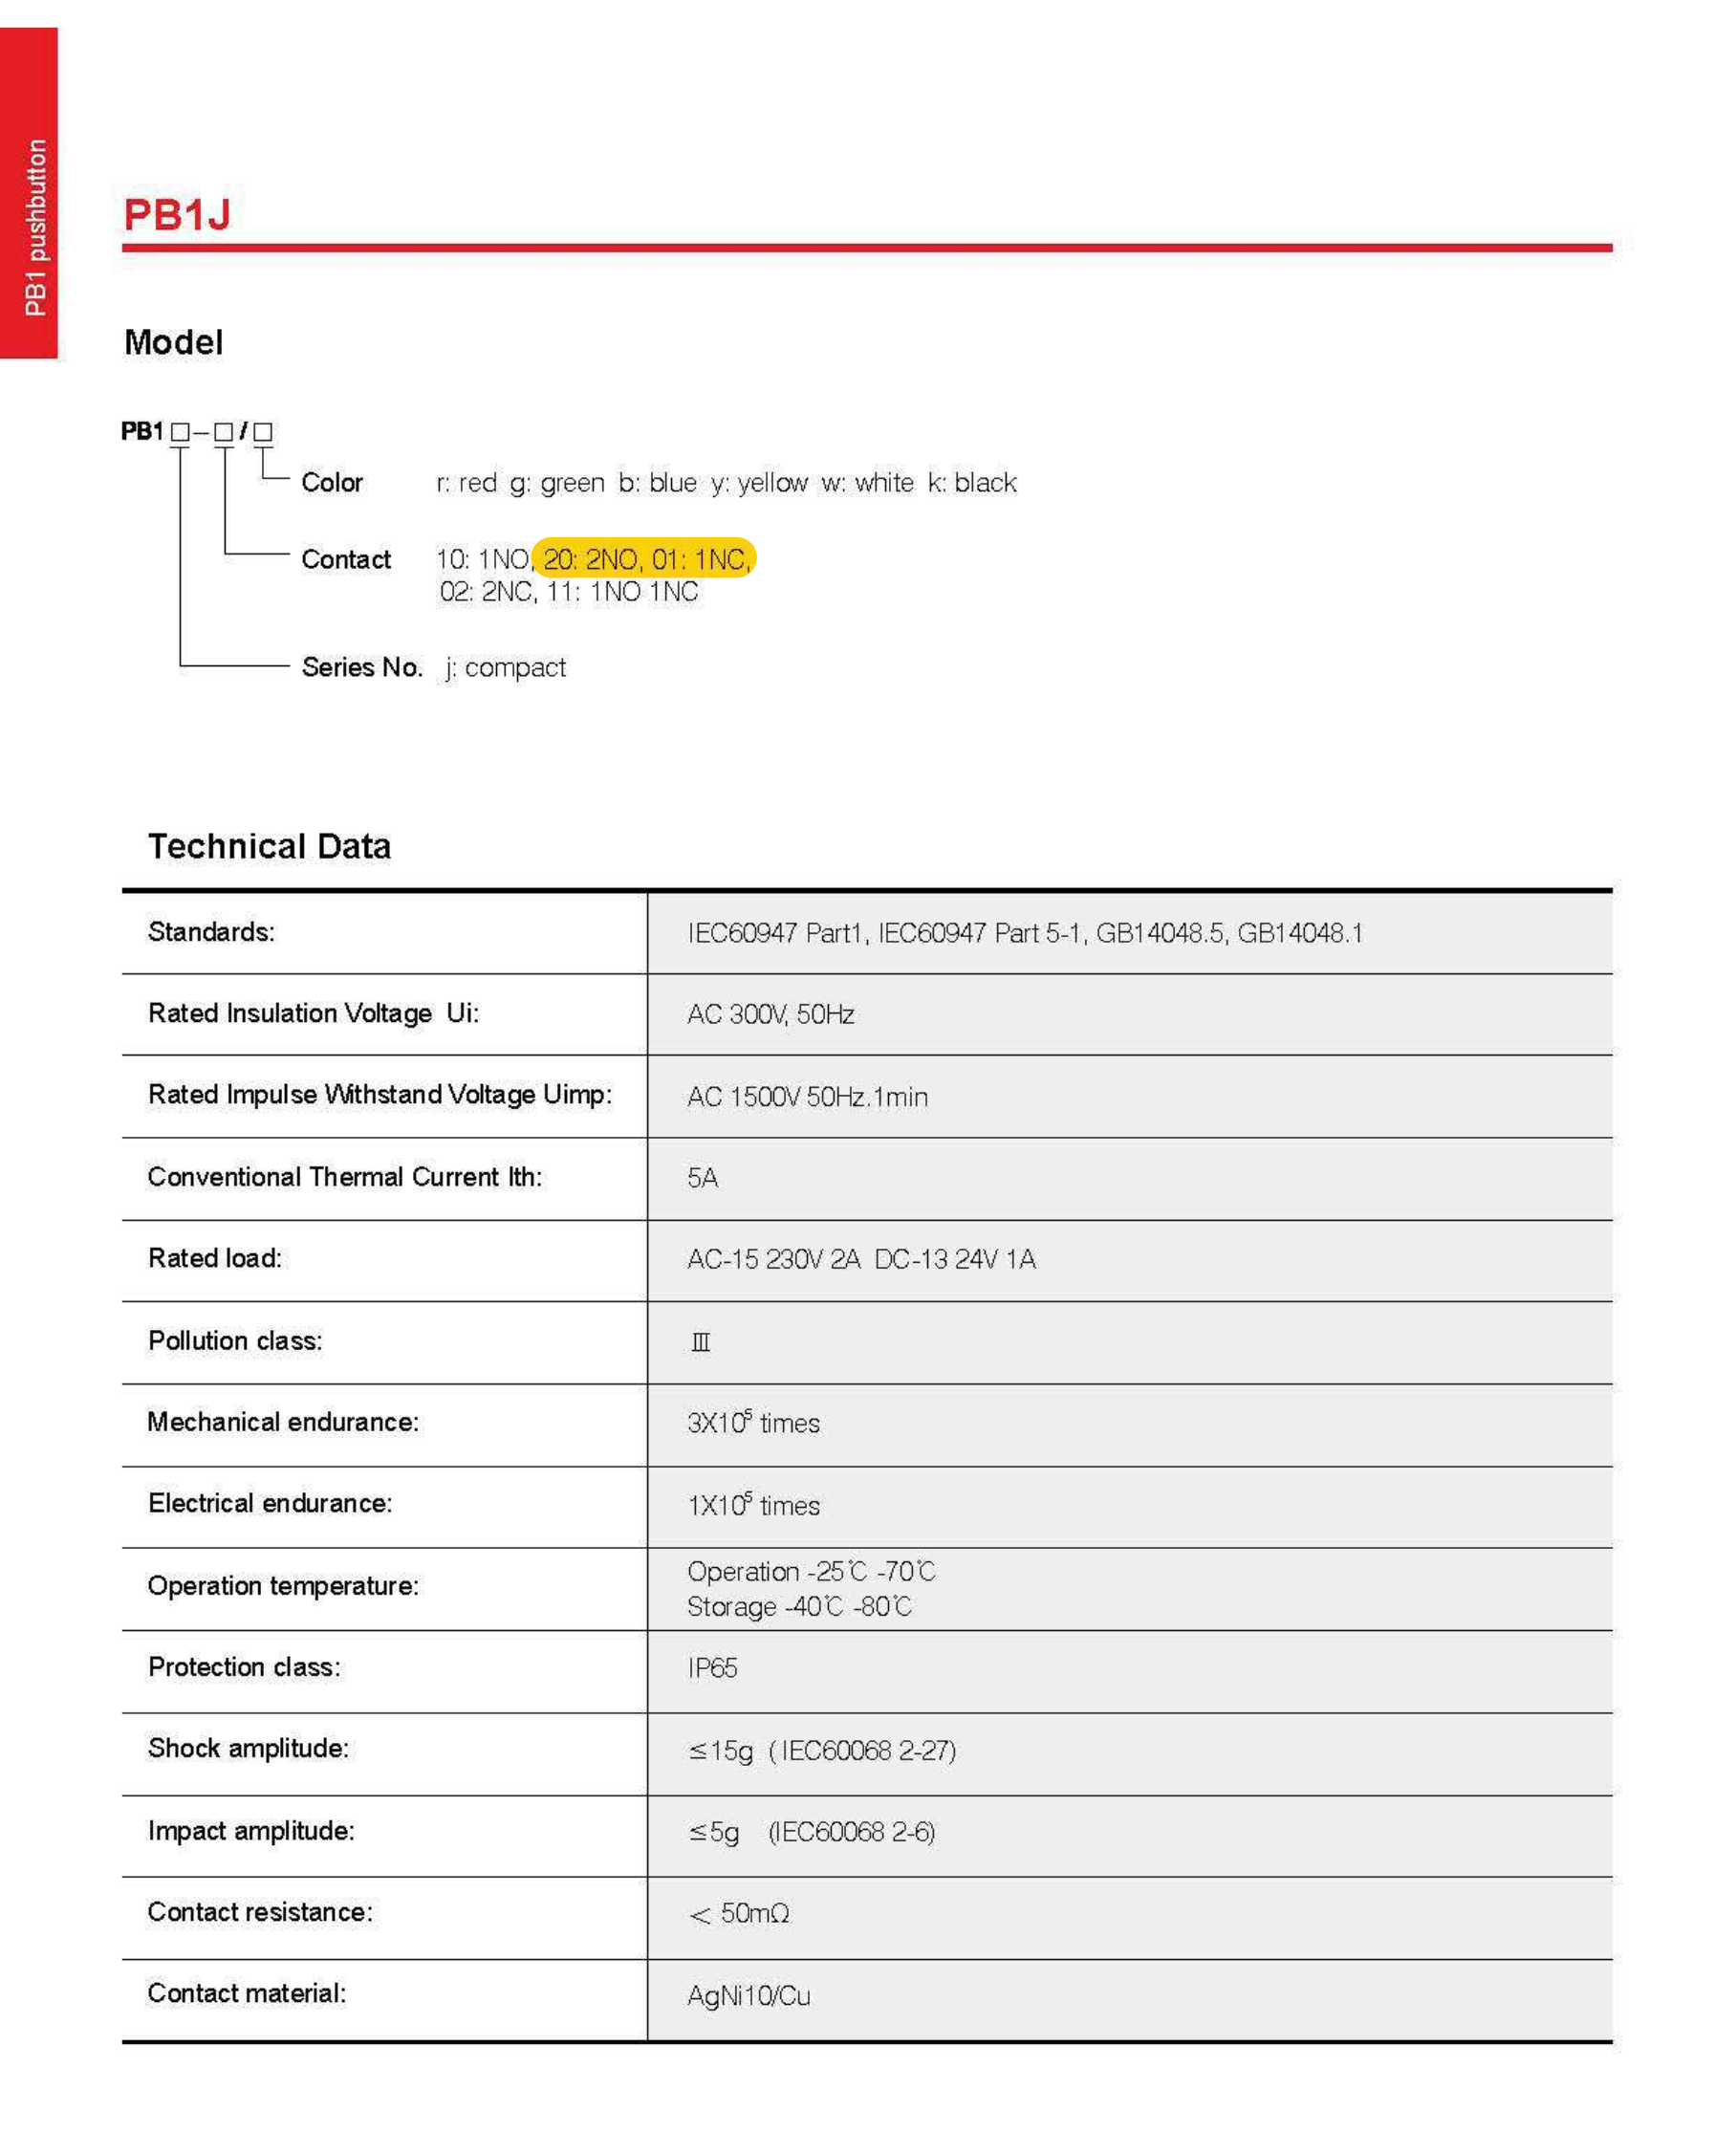 PB1 pushbutton
PB1J
Model
PB1 □-□/□
Color r: red g: green b: blue y: yellow w: white k: black
Contact 10: 1NO, 20: 2NO, 01: 1NC,
02: 2NC, 11: 1NO 1NC
Series No. j: compact
Technical Data
Standards: IEC60947 Part1, IEC60947 Part 5-1, GB14048.5, GB14048.1
Rated Insulation Voltage Ui: AC 300V, 50Hz
Rated Impulse Withstand Voltage Uimp: AC 1500V 50Hz.1min
Conventional Thermal Current Ith: 5A
Rated load: AC-15 230V 2A DC-13 24V 1A
Pollution class: Ⅲ
Mechanical endurance: 3X10⁵ times
Electrical endurance: 1X10⁵ times
Operation temperature: Operation -25℃ -70℃
Storage -40℃ -80℃
Protection class: IP65
Shock amplitude: ≤15g (IEC60068 2-27)
Impact amplitude: ≤5g (IEC60068 2-6)
Contact resistance: < 50mΩ
Contact material: AgNi10/Cu